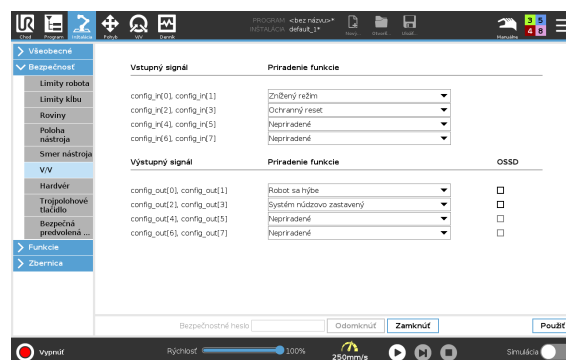 PROGRAM <bez názvu>*
INŠTALÁCIA default_1*
Chod Program Inštalácia Pohyb V/V Denník
Nový... Otvoriť... Uložiť...
Manuálne
3 5
4 8
Všeobecné
Bezpečnosť
Limity robota
Limity kĺbu
Roviny
Poloha
nástroja
Smer nástroja
V/V
Hardvér
Trojpolohové
tlačidlo
Bezpečná
predvolená ...
Funkcie
Zbernica
Vstupný signál Priradenie funkcie
config_in[0], config_in[1] Znížený režim
config_in[2], config_in[3] Ochranný reset
config_in[4], config_in[5] Nepriradené
config_in[6], config_in[7] Nepriradené
Výstupný signál Priradenie funkcie OSSD
config_out[0], config_out[1] Robot sa hýbe
config_out[2], config_out[3] Systém núdzovo zastavený
config_out[4], config_out[5] Nepriradené
config_out[6], config_out[7] Nepriradené
Bezpečnostné heslo Odomknúť Zamknúť Použiť
Vypnúť Rýchlosť 100% 250mm/s Simulácia